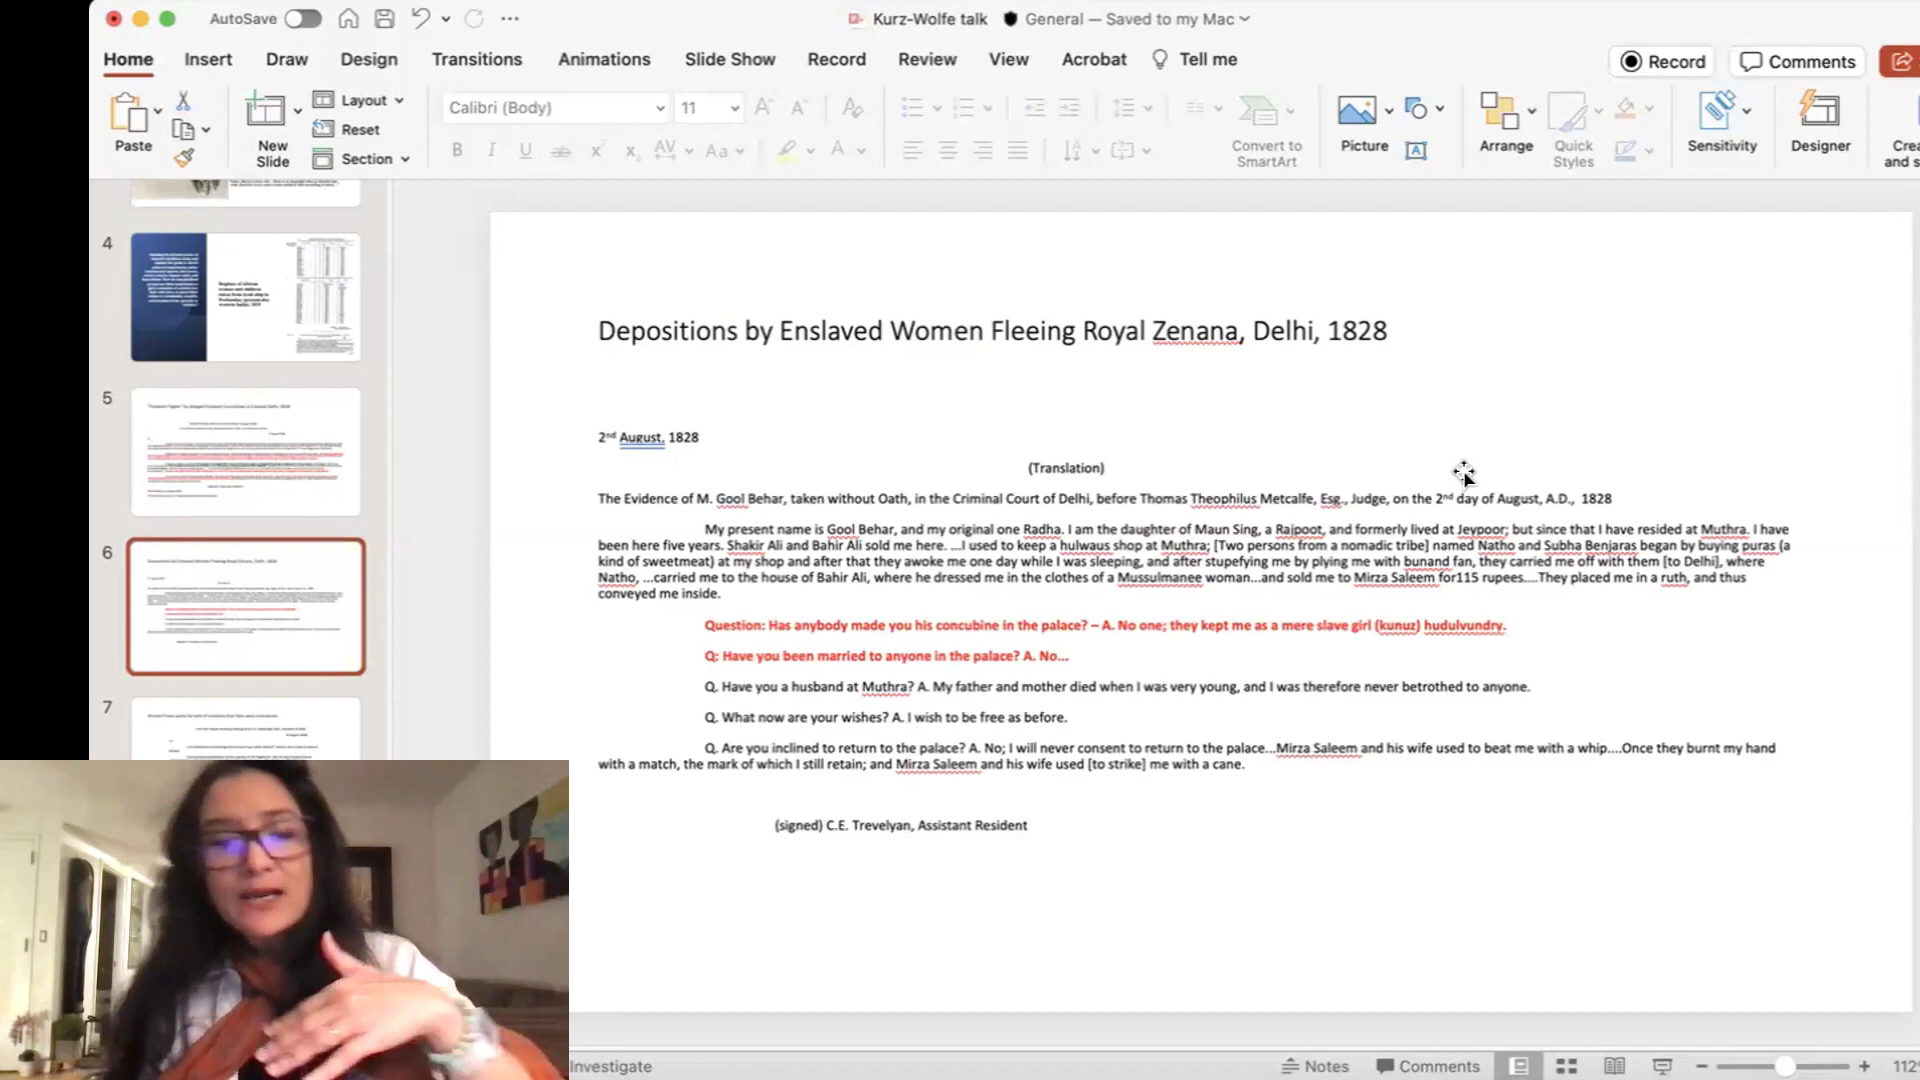 AutoSave
Kurz-Wolfe talk
General — Saved to my Mac
Home Insert Draw Design Transitions Animations Slide Show Record Review View Acrobat Tell me
Record Comments
Layout
Calibri (Body) 11
Reset
Paste New Slide Section
Convert to SmartArt
Picture Arrange Quick Styles Sensitivity Designer
4
5
6
7
Depositions by Enslaved Women Fleeing Royal Zenana, Delhi, 1828
2nd August, 1828
(Translation)
The Evidence of M. Gool Behar, taken without Oath, in the Criminal Court of Delhi, before Thomas Theophilus Metcalfe, Esg., Judge, on the 2nd day of August, A.D., 1828
My present name is Gool Behar, and my original one Radha. I am the daughter of Maun Sing, a Rajpoot, and formerly lived at Jeypoor; but since that I have resided at Muthra. I have
been here five years. Shakir Ali and Bahir Ali sold me here. ...I used to keep a hulwaus shop at Muthra; [Two persons from a nomadic tribe] named Natho and Subha Benjaras began by buying puras (a
kind of sweetmeat) at my shop and after that they awoke me one day while I was sleeping, and after stupefying me by plying me with bunand fan, they carried me off with them [to Delhi], where
Natho, ...carried me to the house of Bahir Ali, where he dressed me in the clothes of a Mussulmanee woman...and sold me to Mirza Saleem for115 rupees....They placed me in a ruth, and thus
conveyed me inside.
Question: Has anybody made you his concubine in the palace? – A. No one; they kept me as a mere slave girl (kunuz) hudulvundry.
Q: Have you been married to anyone in the palace? A. No...
Q. Have you a husband at Muthra? A. My father and mother died when I was very young, and I was therefore never betrothed to anyone.
Q. What now are your wishes? A. I wish to be free as before.
Q. Are you inclined to return to the palace? A. No; I will never consent to return to the palace...Mirza Saleem and his wife used to beat me with a whip....Once they burnt my hand
with a match, the mark of which I still retain; and Mirza Saleem and his wife used [to strike] me with a cane.
(signed) C.E. Trevelyan, Assistant Resident
Investigate Notes Comments